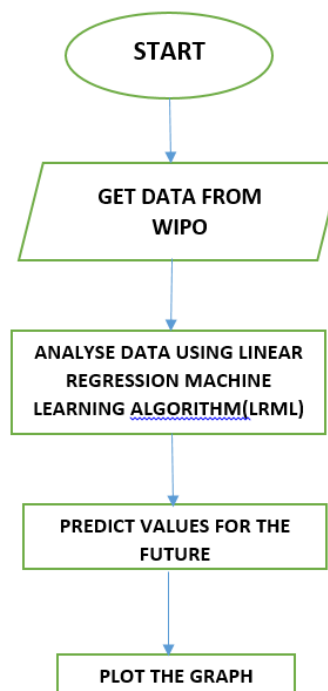 START
GET DATA FROM
WIPO
ANALYSE DATA USING LINEAR
REGRESSION MACHINE
LEARNING ALGORITHM(LRML)
PREDICT VALUES FOR THE
FUTURE
PLOT THE GRAPH